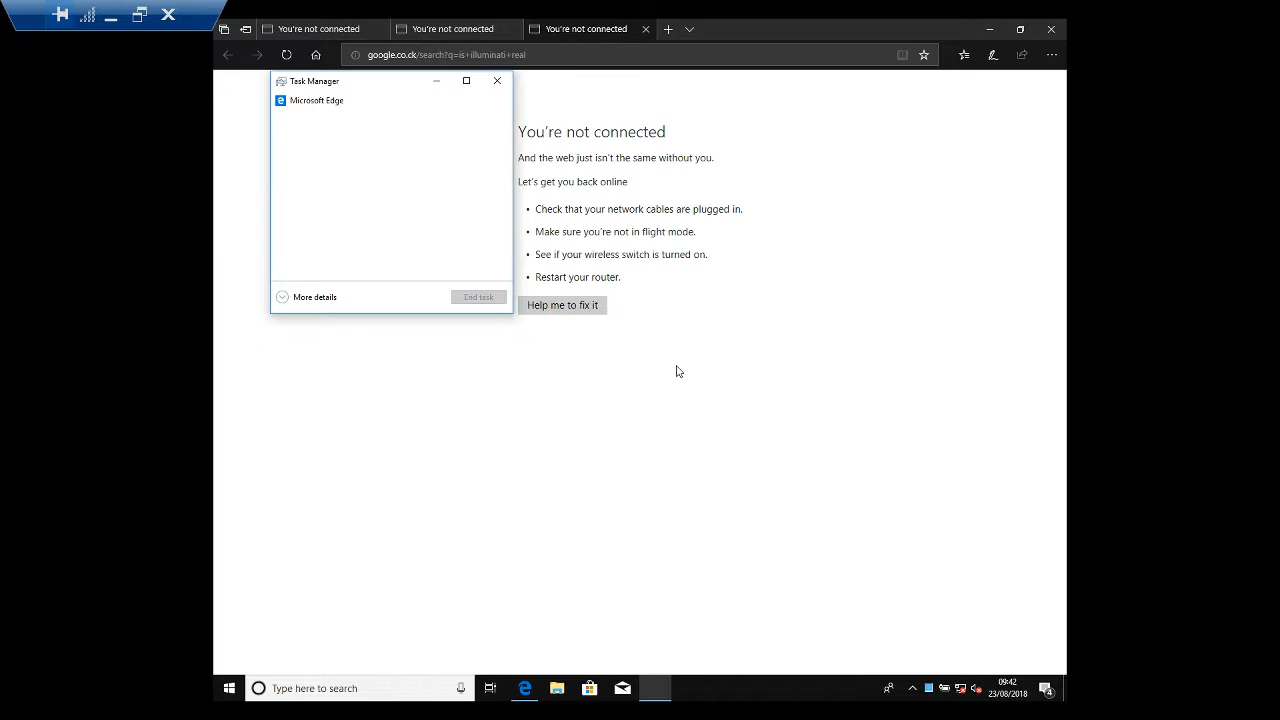 You're not connected
You're not connected
You're not connected
google.co.ck/search?q=is+illuminati+real
Task Manager
Microsoft Edge
More details
End task
You're not connected
And the web just isn't the same without you.
Let's get you back online
• Check that your network cables are plugged in.
• Make sure you're not in flight mode.
• See if your wireless switch is turned on.
• Restart your router.
Help me to fix it
Type here to search
09:42
23/08/2018
4